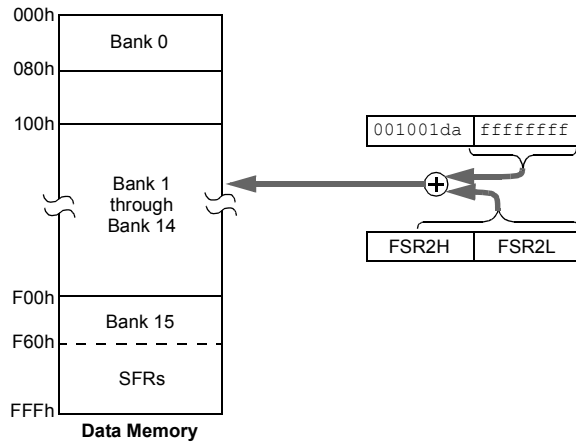 000h
Bank 0
080h
100h
001001da ffffffff
Bank 1
through
Bank 14
FSR2H FSR2L
F00h
Bank 15
F60h
SFRs
FFFh
Data Memory